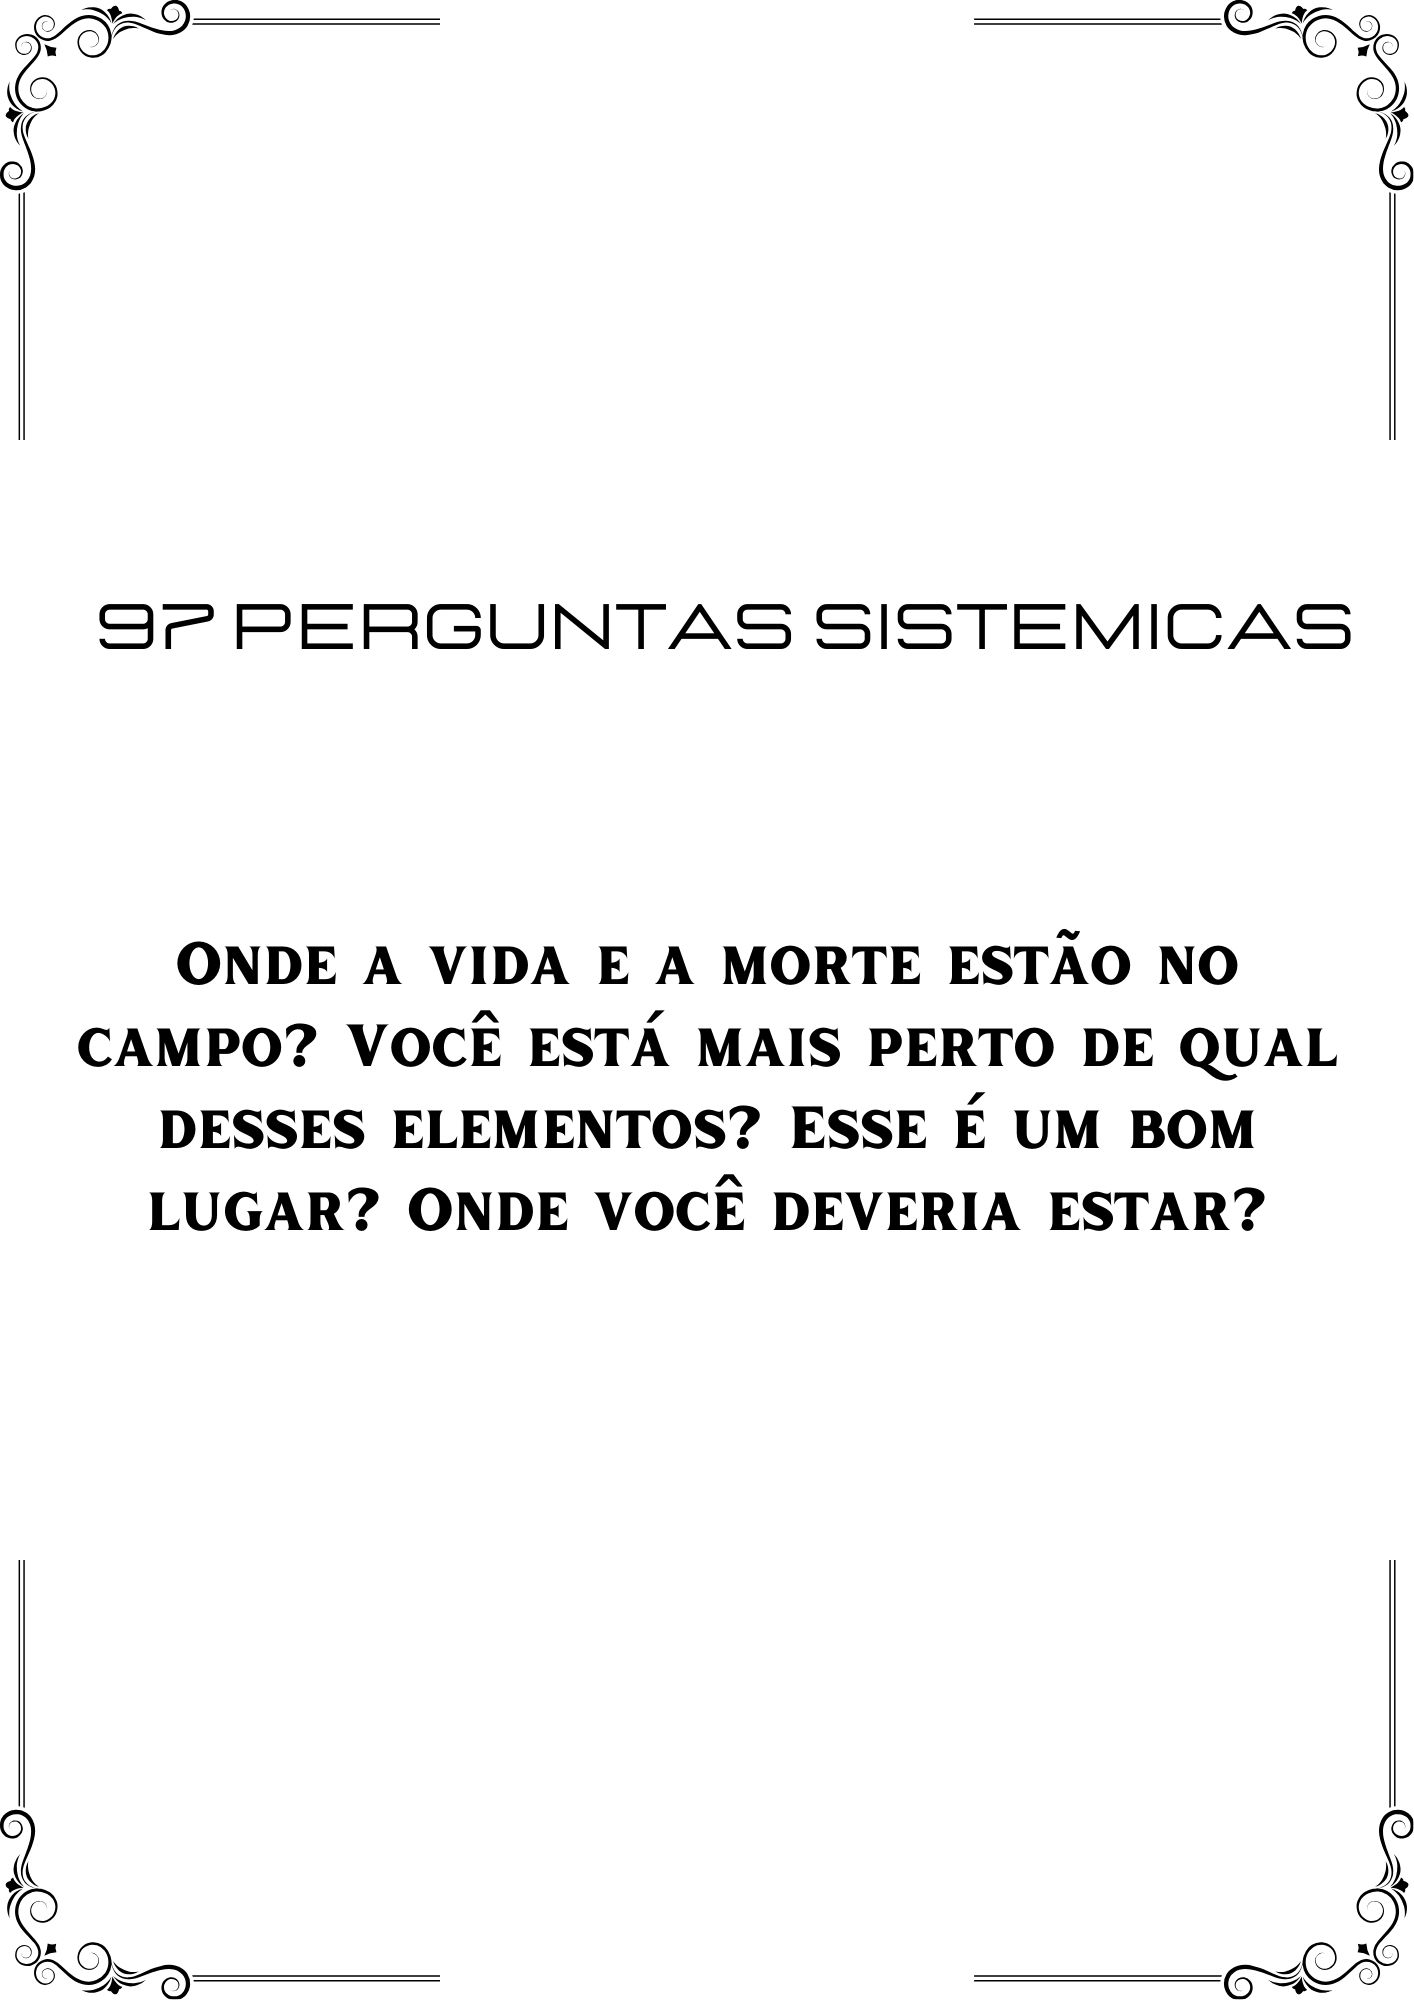 97 PERGUNTAS SISTEMICAS
Onde a vida e a morte estão no
campo? Você está mais perto de qual
desses elementos? Esse é um bom
lugar? Onde você deveria estar?